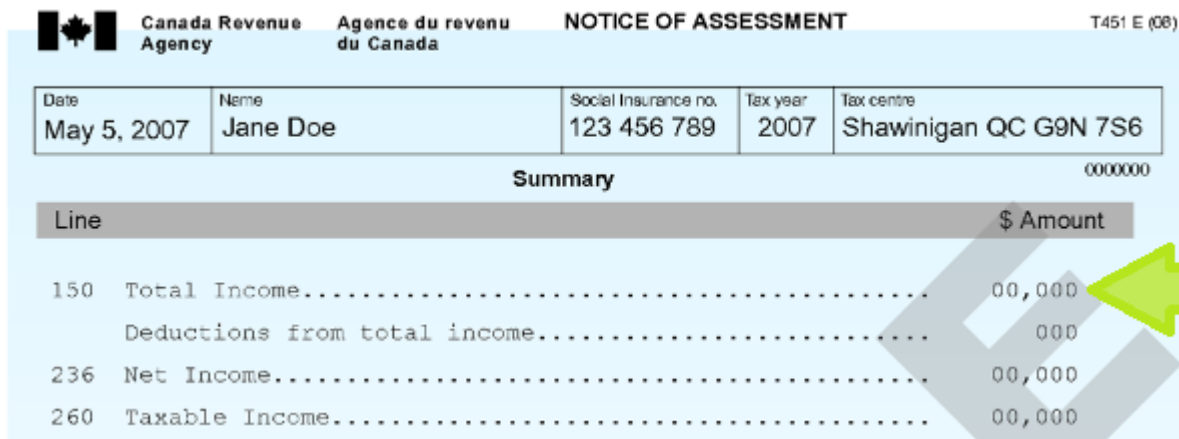 Canada Revenue Agency Agence du revenu du Canada NOTICE OF ASSESSMENT T451 E (08)
Date Name Social Insurance no. Tax year Tax centre
May 5, 2007 Jane Doe 123 456 789 2007 Shawinigan QC G9N 7S6
Summary 0000000
Line $ Amount
150 Total Income............................................ 00,000
Deductions from total income........................... 000
236 Net Income............................................. 00,000
260 Taxable Income......................................... 00,000